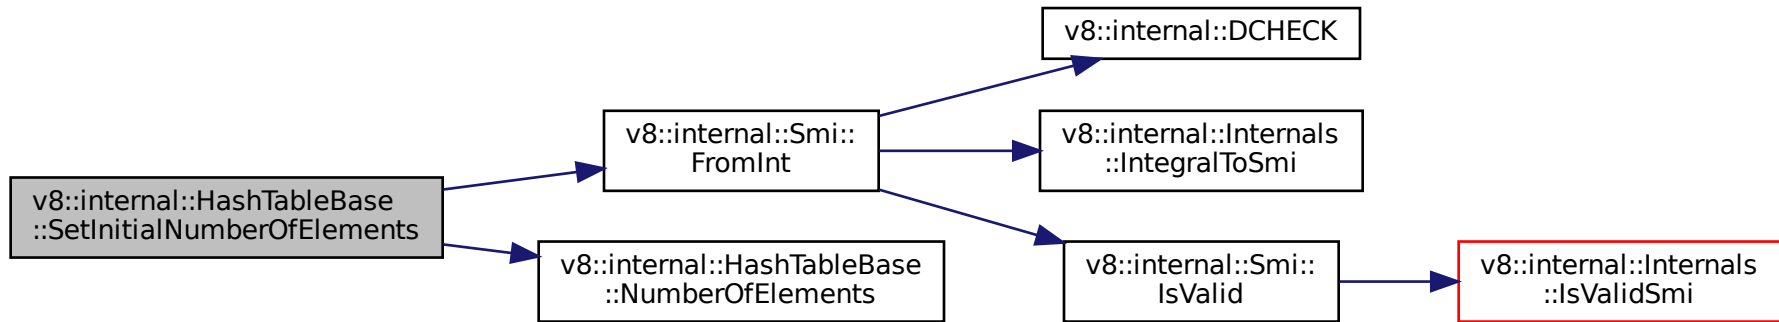 v8::internal::HashTableBase
::SetInitialNumberOfElements
v8::internal::Smi::
FromInt
v8::internal::HashTableBase
::NumberOfElements
v8::internal::DCHECK
v8::internal::Internals
::IntegralToSmi
v8::internal::Smi::
IsValid
v8::internal::Internals
::IsValidSmi